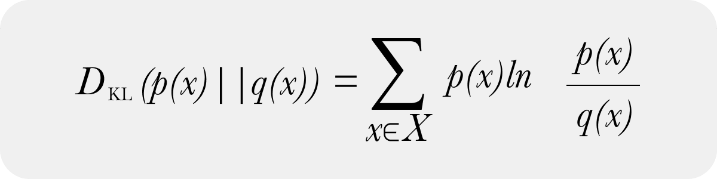 D_KL (p(x) | | q(x)) = ∑_{x∈X} p(x) ln p(x)/q(x)